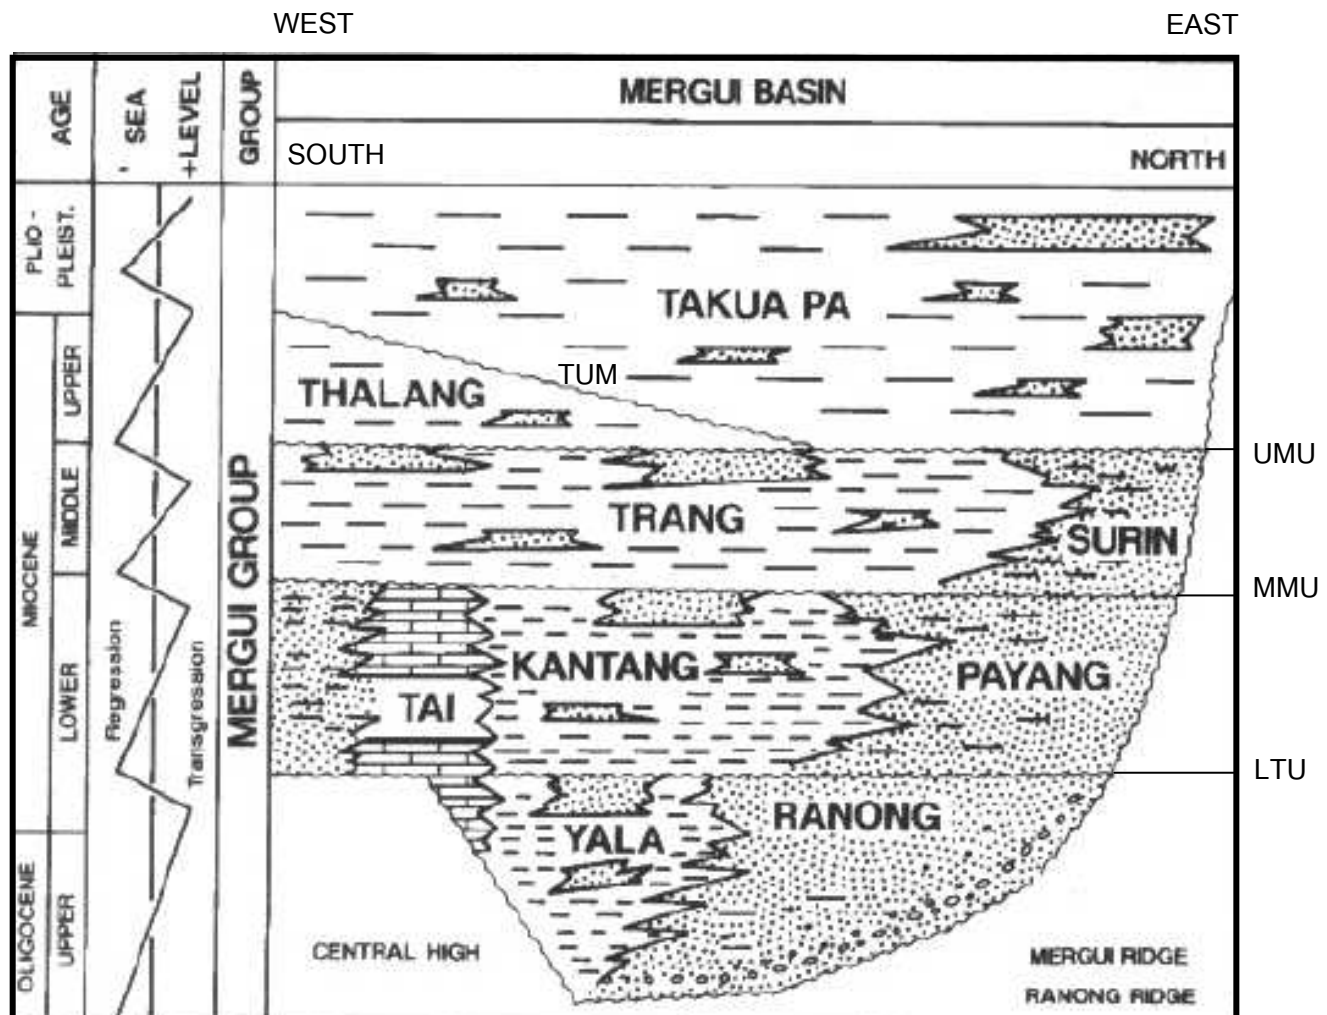 WEST EAST
AGE
- SEA
+LEVEL
GROUP
MERGUI BASIN
SOUTH NORTH
PLIO -
PLEIST.
TAKUA PA
MIOCENE
UPPER
THALANG
TUM
UMU
MIDDLE
TRANG
SURIN
MMU
LOWER
Regression
Transgression
MERGUI GROUP
KANTANG
PAYANG
TAI
LTU
OLIGOCENE
UPPER
YALA
RANONG
CENTRAL HIGH
MERGUI RIDGE
RANONG RIDGE